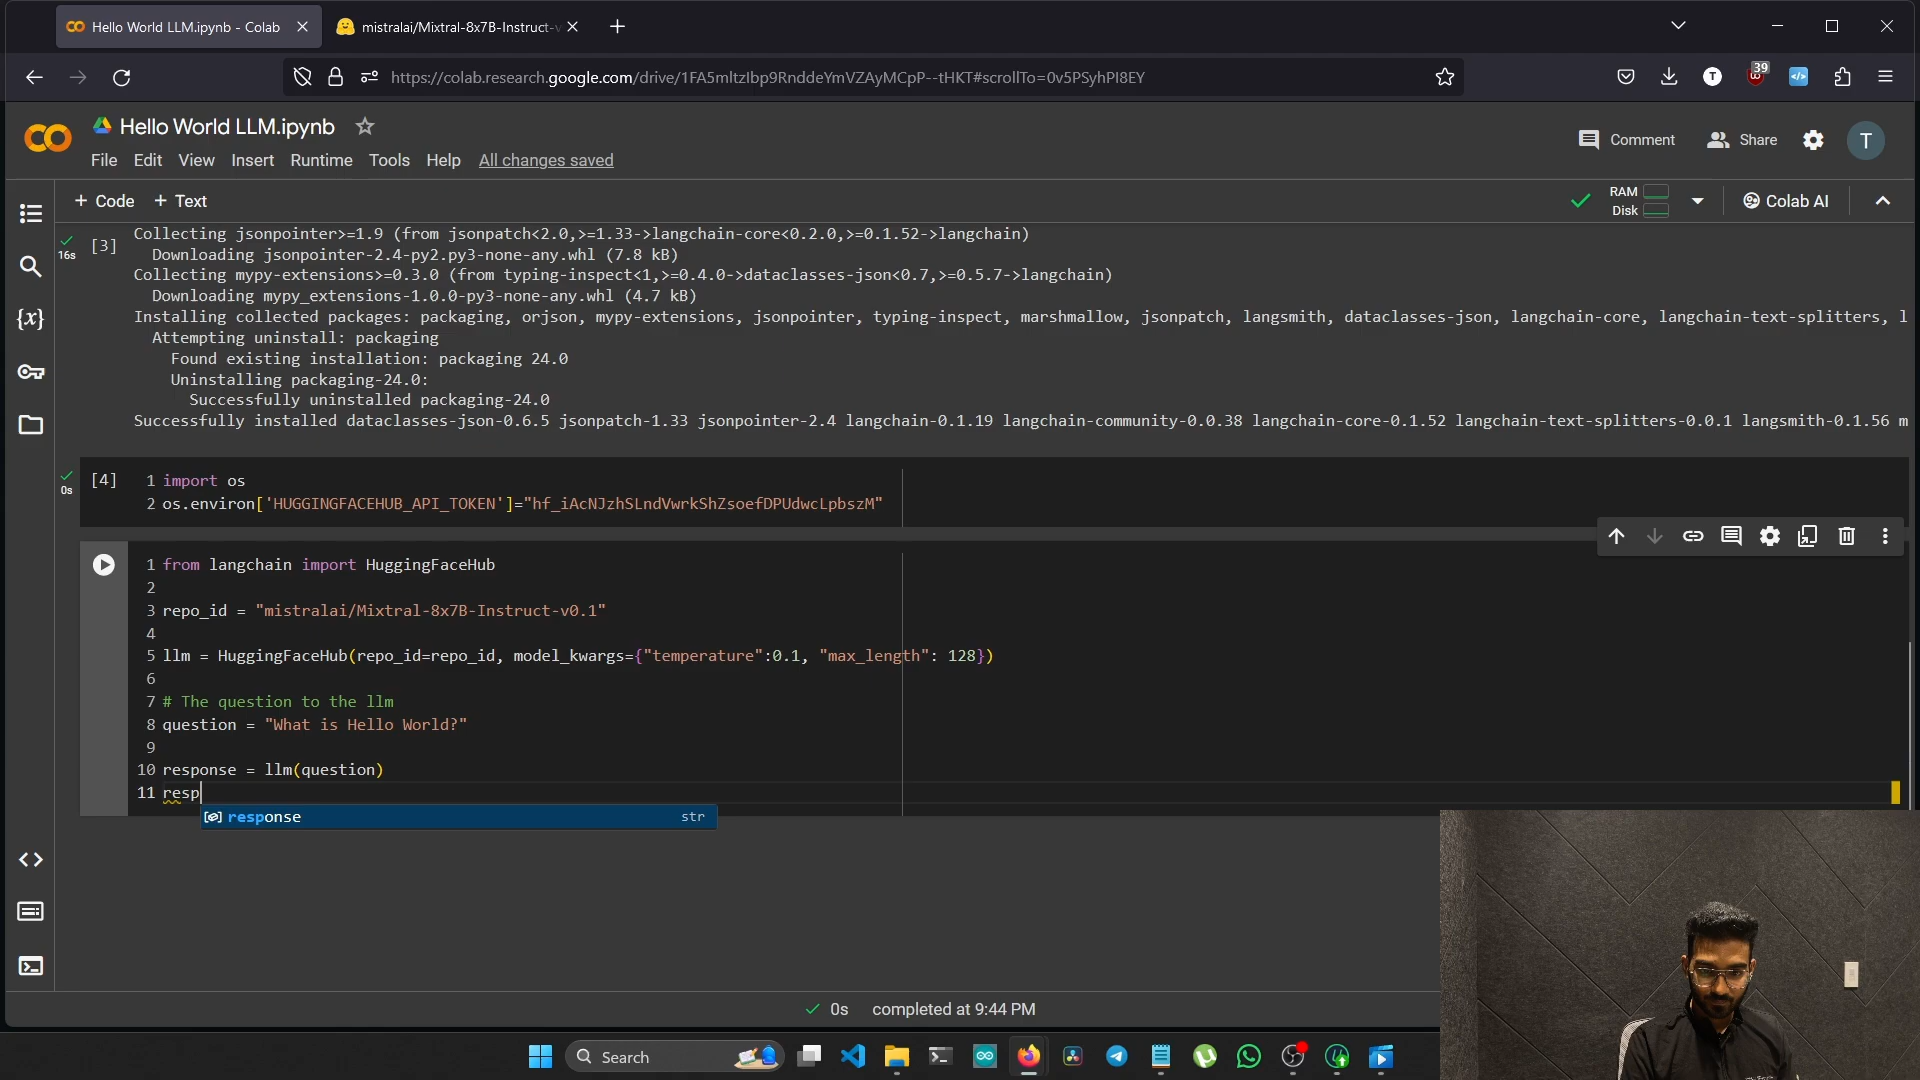 Hello World LLM.ipynb - Colab
mistralai/Mixtral-8x7B-Instruct-v
https://colab.research.google.com/drive/1FA5mltzIbp9RnddeYmVZAyMCpP--tHKT#scrollTo=0v5PSyhPI8EY
T
39
Hello World LLM.ipynb
Comment
Share
T
File Edit View Insert Runtime Tools Help All changes saved
+ Code + Text
RAM
Disk
Colab AI
[3]
16s
Collecting jsonpointer>=1.9 (from jsonpatch<2.0,>=1.33->langchain-core<0.2.0,>=0.1.52->langchain)
Downloading jsonpointer-2.4-py2.py3-none-any.whl (7.8 kB)
Collecting mypy-extensions>=0.3.0 (from typing-inspect<1,>=0.4.0->dataclasses-json<0.7,>=0.5.7->langchain)
Downloading mypy_extensions-1.0.0-py3-none-any.whl (4.7 kB)
Installing collected packages: packaging, orjson, mypy-extensions, jsonpointer, typing-inspect, marshmallow, jsonpatch, langsmith, dataclasses-json, langchain-core, langchain-text-splitters, l
Attempting uninstall: packaging
Found existing installation: packaging 24.0
Uninstalling packaging-24.0:
Successfully uninstalled packaging-24.0
Successfully installed dataclasses-json-0.6.5 jsonpatch-1.33 jsonpointer-2.4 langchain-0.1.19 langchain-community-0.0.38 langchain-core-0.1.52 langchain-text-splitters-0.0.1 langsmith-0.1.56 m
[4]
0s
1 import os
2 os.environ['HUGGINGFACEHUB_API_TOKEN']="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"
1 from langchain import HuggingFaceHub
2
3 repo_id = "mistralai/Mixtral-8x7B-Instruct-v0.1"
4
5 llm = HuggingFaceHub(repo_id=repo_id, model_kwargs={"temperature":0.1, "max_length": 128})
6
7 # The question to the llm
8 question = "What is Hello World?"
9
10 response = llm(question)
11 resp
response str
0s completed at 9:44 PM
Search